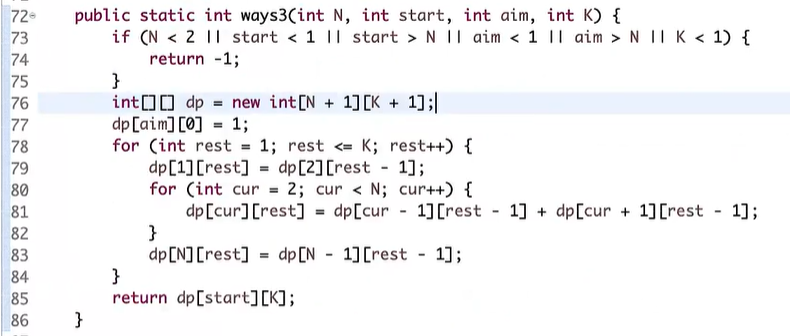 72 public static int ways3(int N, int start, int aim, int K) {
73 if (N < 2 || start < 1 || start > N || aim < 1 || aim > N || K < 1) {
74 return -1;
75 }
76 int[][] dp = new int[N + 1][K + 1];
77 dp[aim][0] = 1;
78 for (int rest = 1; rest <= K; rest++) {
79 dp[1][rest] = dp[2][rest - 1];
80 for (int cur = 2; cur < N; cur++) {
81 dp[cur][rest] = dp[cur - 1][rest - 1] + dp[cur + 1][rest - 1];
82 }
83 dp[N][rest] = dp[N - 1][rest - 1];
84 }
85 return dp[start][K];
86 }